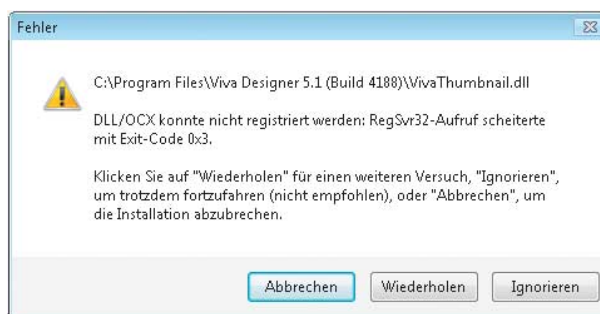 Fehler
C:\Program Files\Viva Designer 5.1 (Build 4188)\VivaThumbnail.dll
DLL/OCX konnte nicht registriert werden: RegSvr32-Aufruf scheiterte
mit Exit-Code 0x3.
Klicken Sie auf "Wiederholen" für einen weiteren Versuch, "Ignorieren",
um trotzdem fortzufahren (nicht empfohlen), oder "Abbrechen", um
die Installation abzubrechen.
Abbrechen Wiederholen Ignorieren